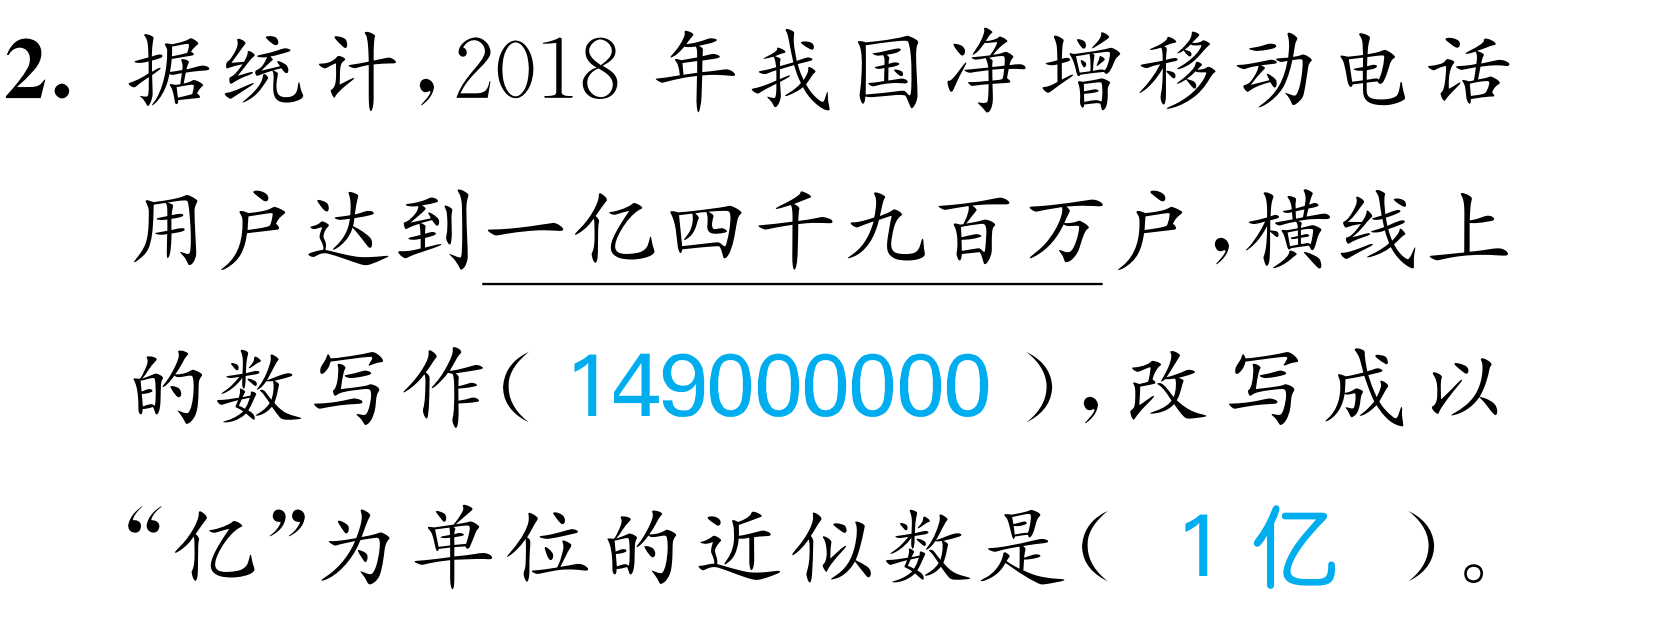 2. 据统计,2018 年我国净增移动电话
用户达到一亿四千九百万户,横线上
的数写作( 149000000 ),改写成以
“亿”为单位的近似数是( 1 亿 )。